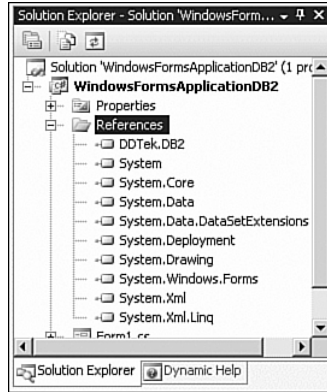 Solution Explorer - Solution 'WindowsForm...
Solution 'WindowsFormsApplicationDB2' (1 pro
WindowsFormsApplicationDB2
Properties
References
DDTek.DB2
System
System.Core
System.Data
System.Data.DataSetExtensions
System.Deployment
System.Drawing
System.Windows.Forms
System.Xml
System.Xml.Linq
Form1.cs
Solution Explorer Dynamic Help